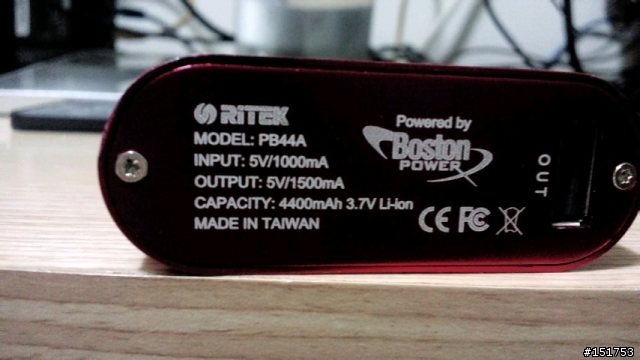 RiTEK
MODEL: PB44A
INPUT: 5V/1000mA
OUTPUT: 5V/1500mA
CAPACITY: 4400mAh 3.7V Li-Ion
MADE IN TAIWAN
Powered by
Boston
POWER
CE FC
OUT
#151753